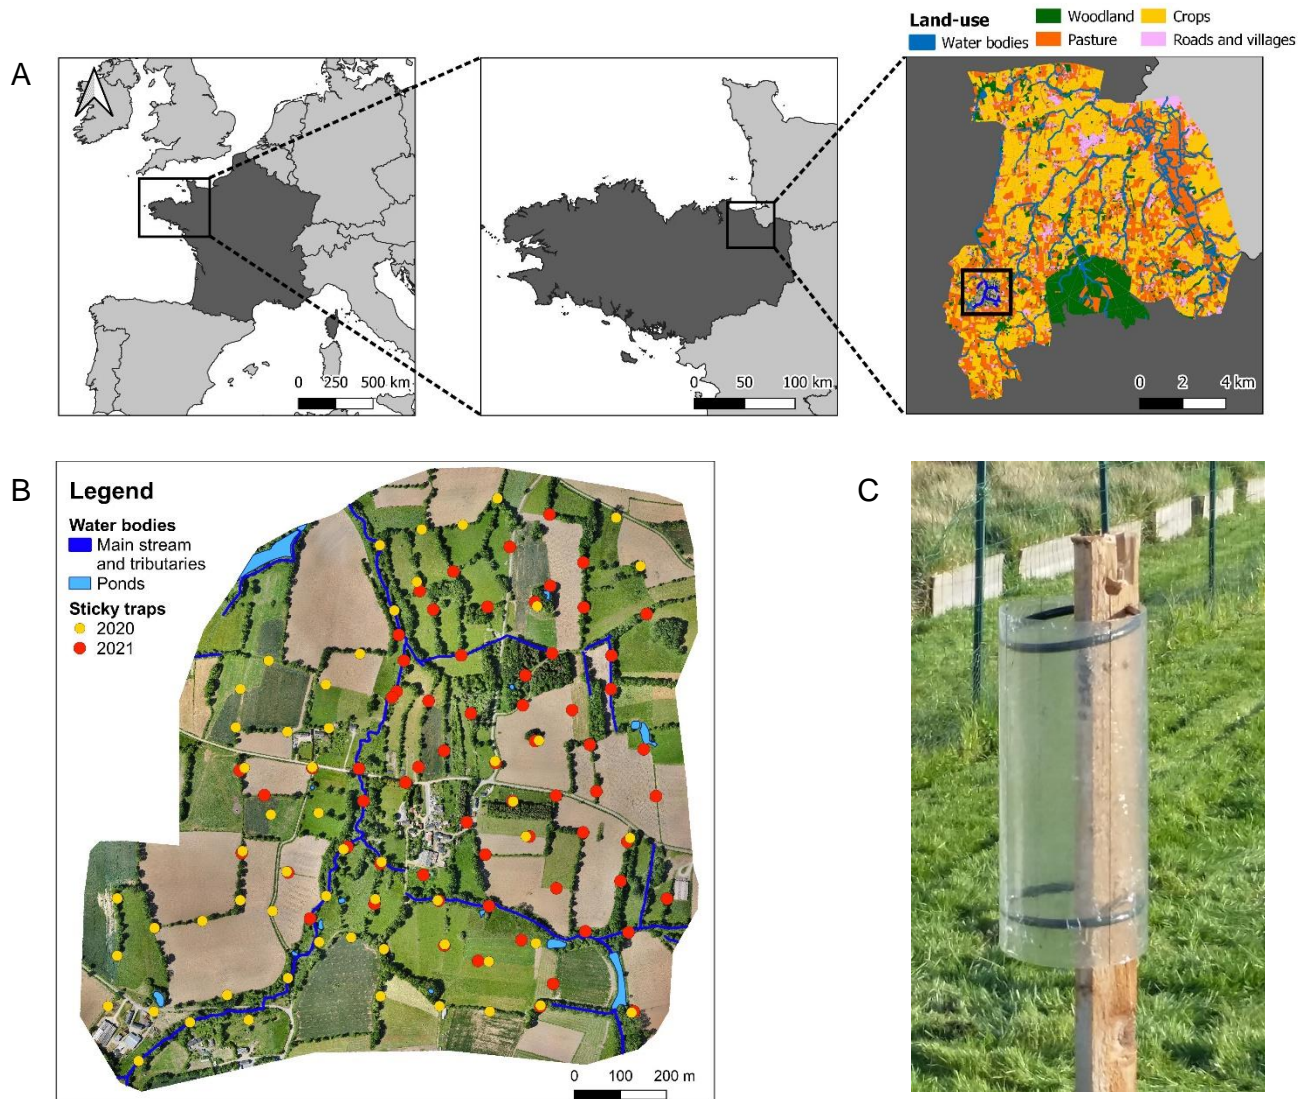 A
Land-use
Water bodies
Woodland
Pasture
Crops
Roads and villages
0 250 500 km
0 50 100 km
0 2 4 km
B
Legend
Water bodies
Main stream
and tributaries
Ponds
Sticky traps
2020
2021
0 100 200 m
C